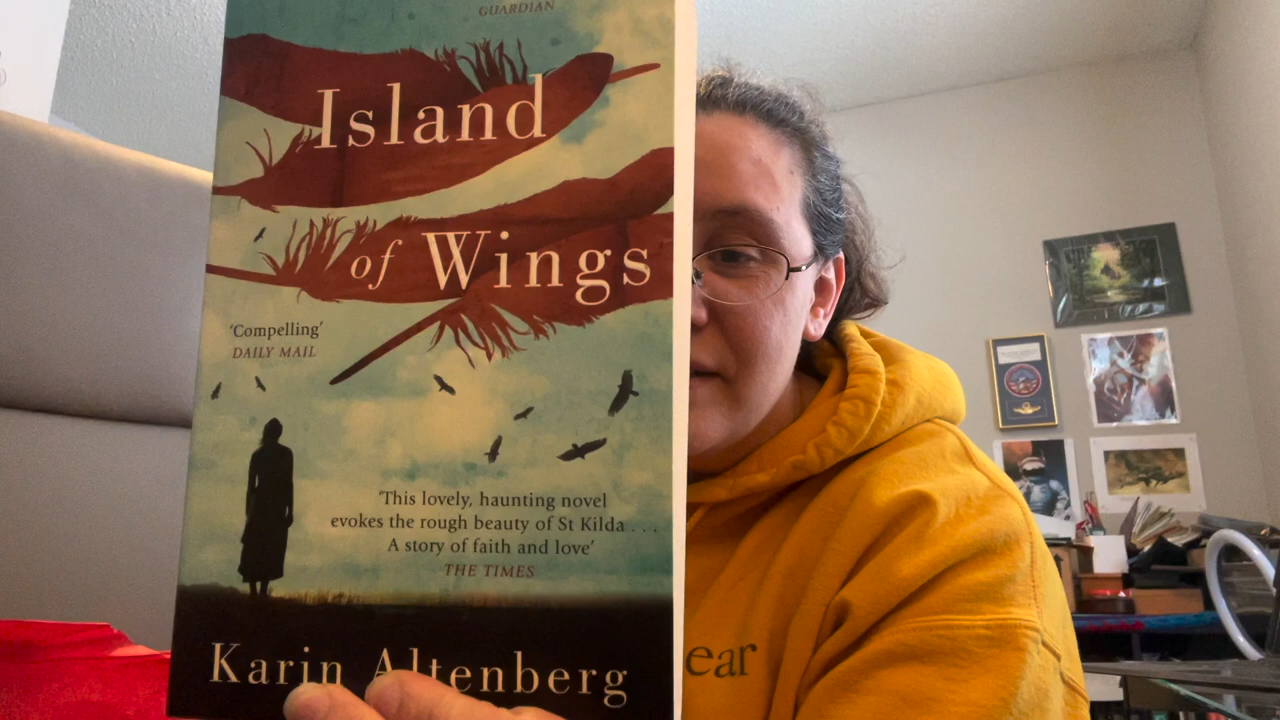 GUARDIAN
Island
of Wings
'Compelling'
DAILY MAIL
'This lovely, haunting novel
evokes the rough beauty of St Kilda . . .
A story of faith and love'
THE TIMES
Karin Altenberg
ear